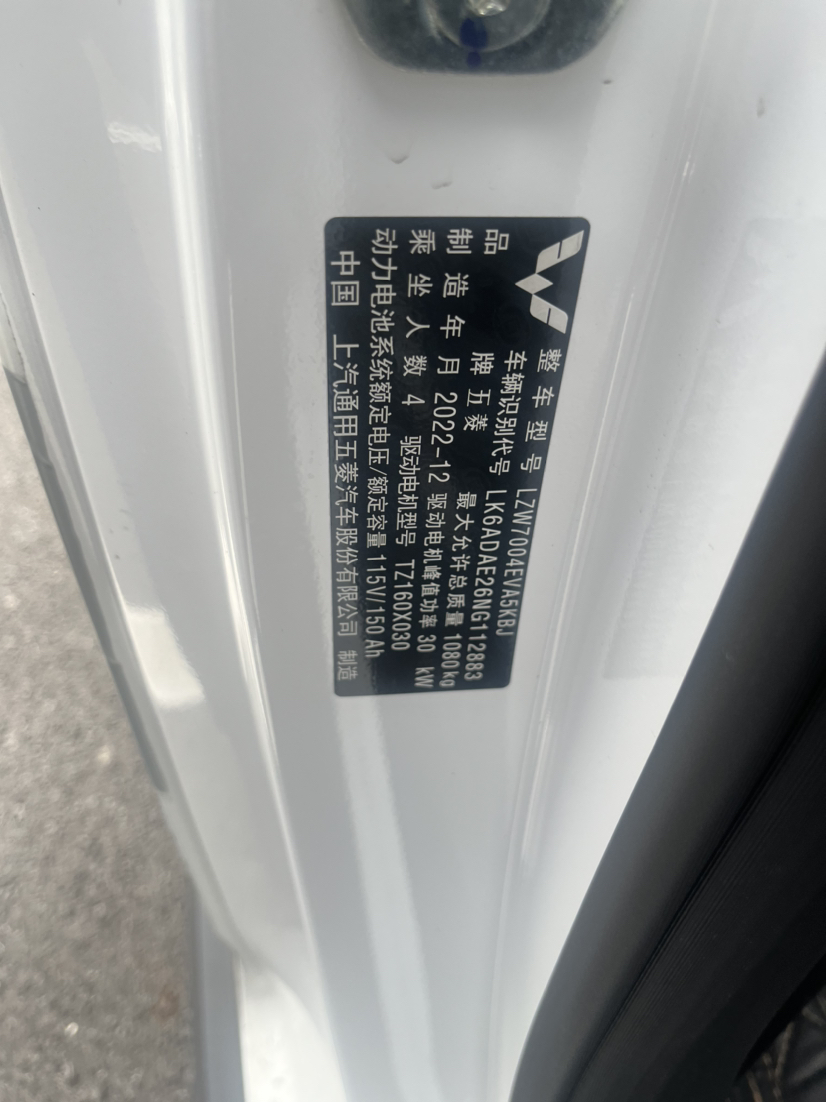 整车型号 LZW7004EVA5KBJ
车辆识别代号 LK6ADAE26NG112883
品牌 五菱 最大允许总质量 1080kg
制造年月 2022-12 驱动电机峰值功率 30 kW
乘坐人数 4 驱动电机型号 TZ160X030
动力电池系统额定电压/额定容量 115V/150Ah
中国 上汽通用五菱汽车股份有限公司 制造